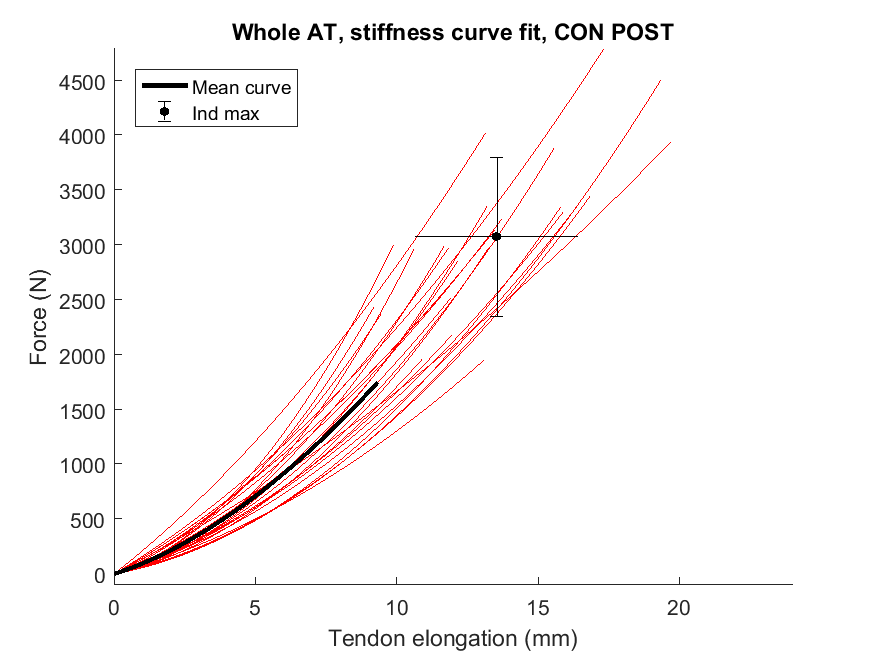 Whole AT, stiffness curve fit, CON POST
Mean curve
Ind max
4500
4000
3500
3000
2500
2000
1500
1000
500
0
Force (N)
0 5 10 15 20
Tendon elongation (mm)